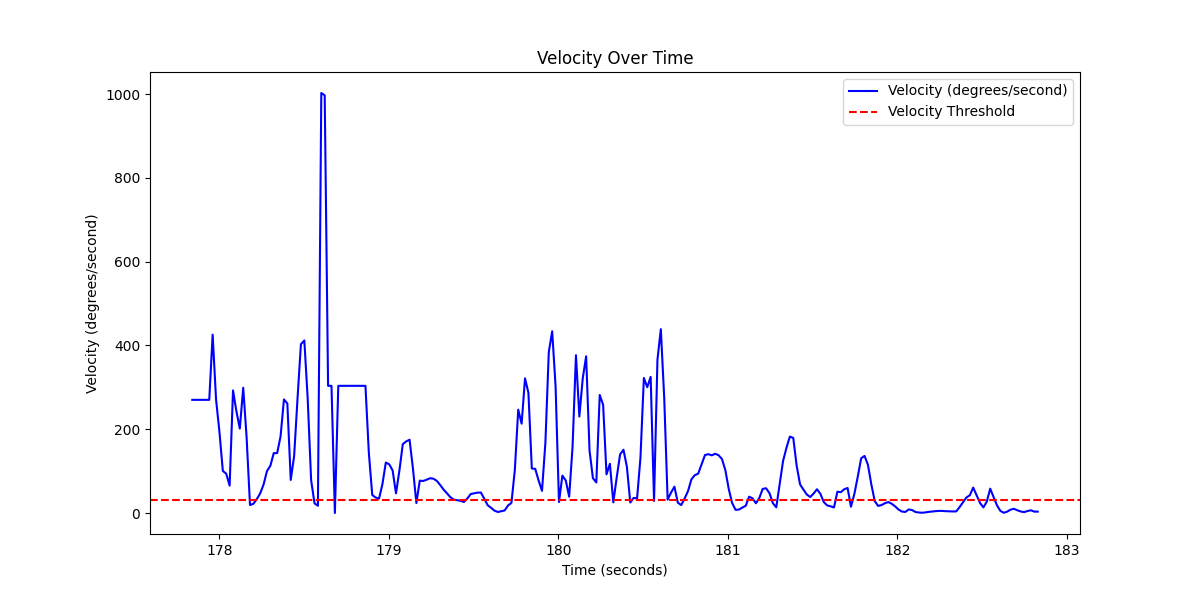 Velocity Over Time
Velocity (degrees/second)
Velocity Threshold
1000
800
600
400
200
0
Velocity (degrees/second)
178
179
180
181
182
183
Time (seconds)